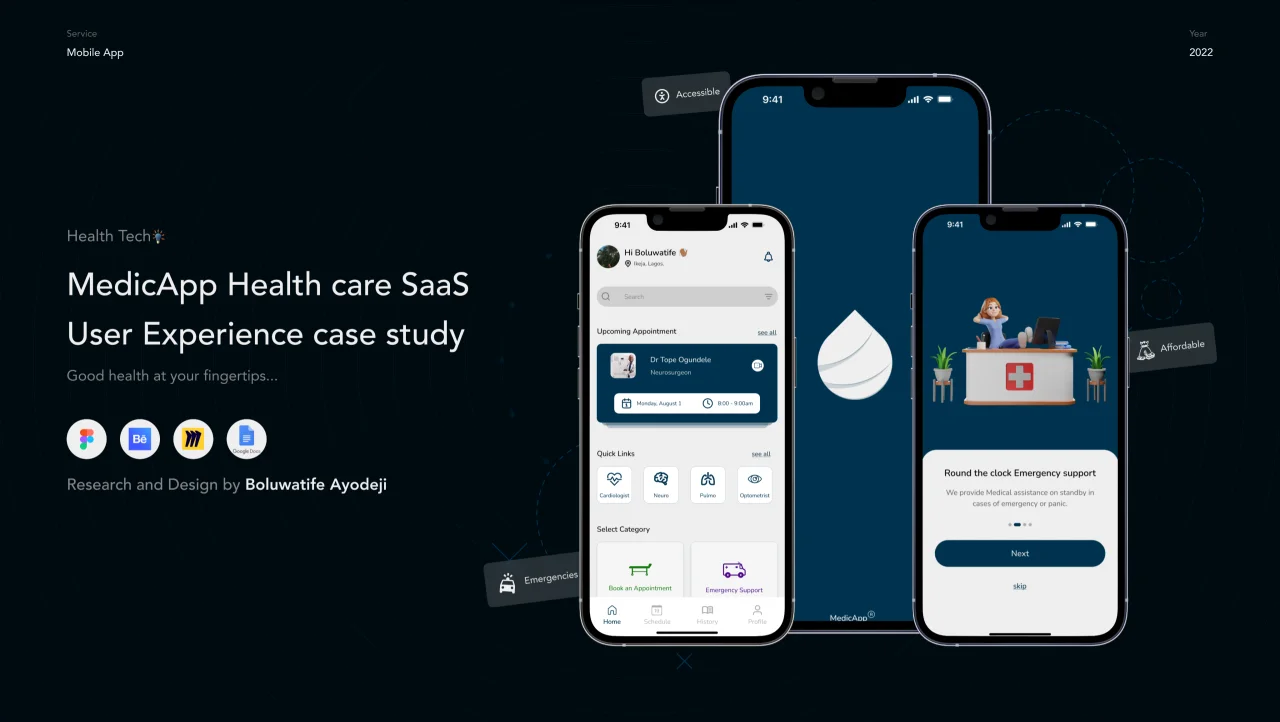 Service
Mobile App
Year
2022
Health Tech
MedicApp Health care SaaS
User Experience case study
Good health at your fingertips...
Bē
Google Docs
Research and Design by Boluwatife Ayodeji
Accessible
Affordable
Emergencies
9:41
MedicApp®
9:41
Hi Boluwatife
Ikeja, Lagos.
Search
Upcoming Appointment
see all
Dr Tope Ogundele
Neurosurgeon
Monday, August 1
8:00 - 9:00am
Quick Links
see all
Cardiologist
Neuro
Pulmo
Optometrist
Select Category
Book an Appointment
Emergency Support
Home
Schedule
History
Profile
9:41
Round the clock Emergency support
We provide Medical assistance on standby in
cases of emergency or panic.
Next
skip